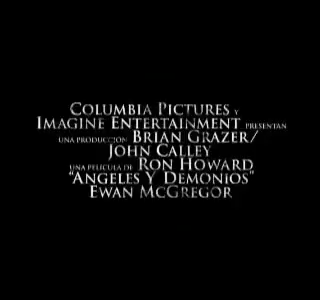 COLUMBIA PICTURES Y
IMAGINE ENTERTAINMENT PRESENTAN
UNA PRODUCCIÓN BRIAN GRAZER/
JOHN CALLEY
UNA PELÍCULA DE RON HOWARD
"ANGELES Y DEMONIOS"
EWAN MCGREGOR